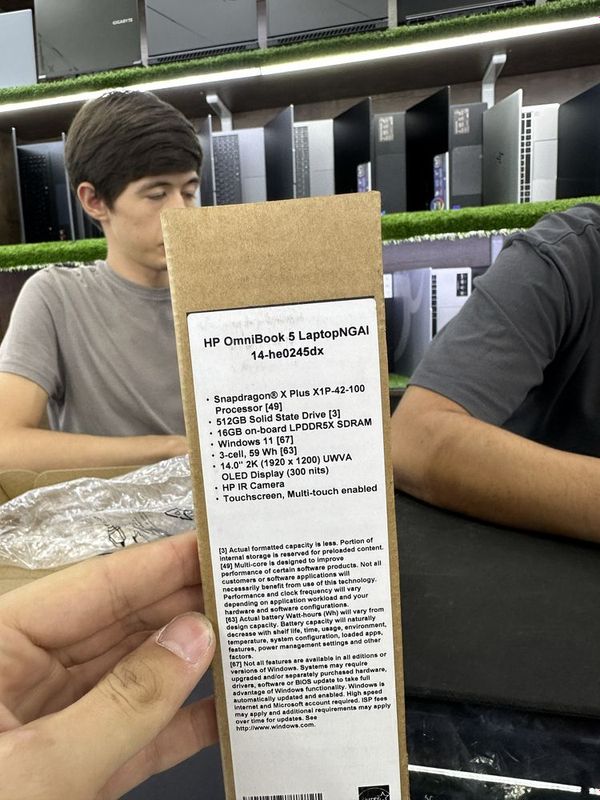 GIGABYTE
HP OmniBook 5 LaptopNGAI
14-he0245dx
· Snapdragon® X Plus X1P-42-100
Processor [49]
· 512GB Solid State Drive [3]
· 16GB on-board LPDDR5X SDRAM
· Windows 11 [67]
· 3-cell, 59 Wh [63]
· 14.0" 2K (1920 x 1200) UWVA
OLED Display (300 nits)
· HP IR Camera
· Touchscreen, Multi-touch enabled
[3] Actual formatted capacity is less. Portion of
internal storage is reserved for preloaded content.
[49] Multi-core is designed to improve
performance of certain software products. Not all
customers or software applications will
necessarily benefit from use of this technology.
Performance and clock frequency will vary
depending on application workload and your
hardware and software configurations.
[63] Actual battery Watt-hours (Wh) will vary from
design capacity. Battery capacity will naturally
decrease with shelf life, time, usage, environment,
temperature, system configuration, loaded apps,
features, power management settings and other
factors.
[67] Not all features are available in all editions or
versions of Windows. Systems may require
upgraded and/or separately purchased hardware,
drivers, software or BIOS update to take full
advantage of Windows functionality. Windows is
automatically updated and enabled. High speed
internet and Microsoft account required. ISP fees
may apply and additional requirements may apply
over time for updates. See
http://www.windows.com.